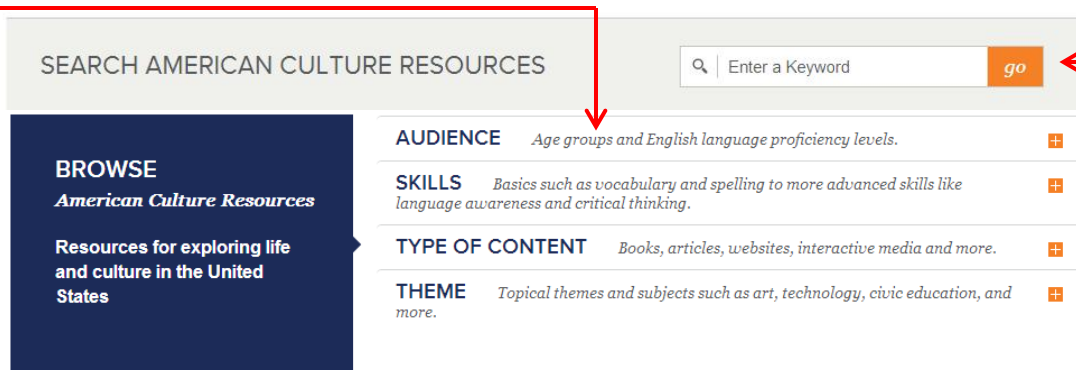 SEARCH AMERICAN CULTURE RESOURCES
Enter a Keyword
go
BROWSE
American Culture Resources
Resources for exploring life
and culture in the United
States
AUDIENCE Age groups and English language proficiency levels.
SKILLS Basics such as vocabulary and spelling to more advanced skills like
language awareness and critical thinking.
TYPE OF CONTENT Books, articles, websites, interactive media and more.
THEME Topical themes and subjects such as art, technology, civic education, and
more.